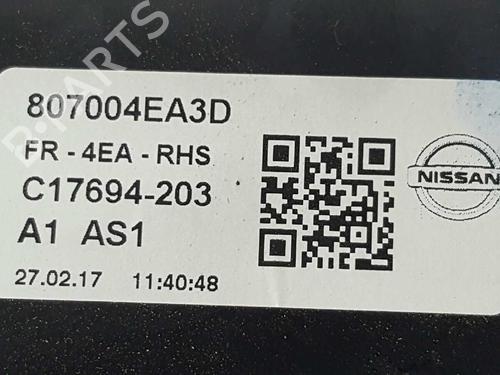 807004EA3D
FR - 4EA - RHS
C17694-203
A1 AS1
27.02.17 11:40:48
NISSAN
B-PARTS